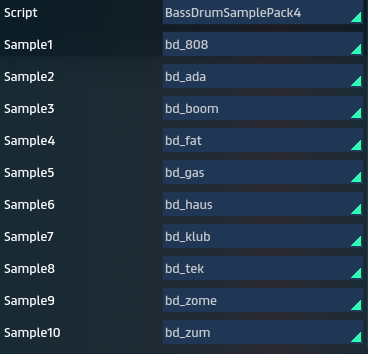 Script BassDrumSamplePack4
Sample1 bd_808
Sample2 bd_ada
Sample3 bd_boom
Sample4 bd_fat
Sample5 bd_gas
Sample6 bd_haus
Sample7 bd_klub
Sample8 bd_tek
Sample9 bd_zome
Sample10 bd_zum